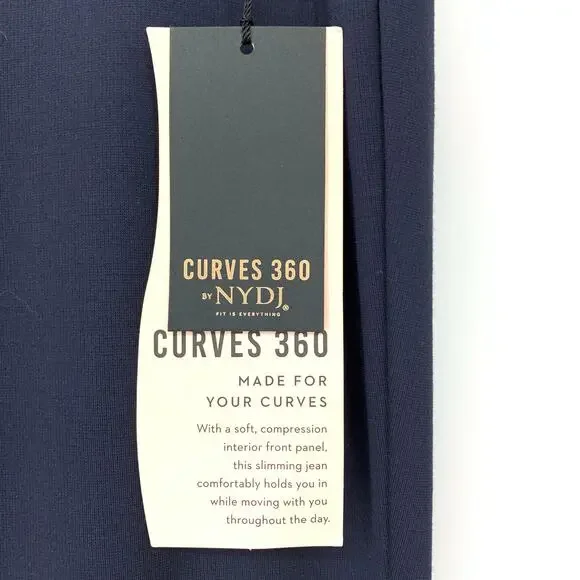 CURVES 360
BY NYDJ®
FIT IS EVERYTHING
CURVES 360
MADE FOR
YOUR CURVES
With a soft, compression
interior front panel,
this slimming jean
comfortably holds you in
while moving with you
throughout the day.